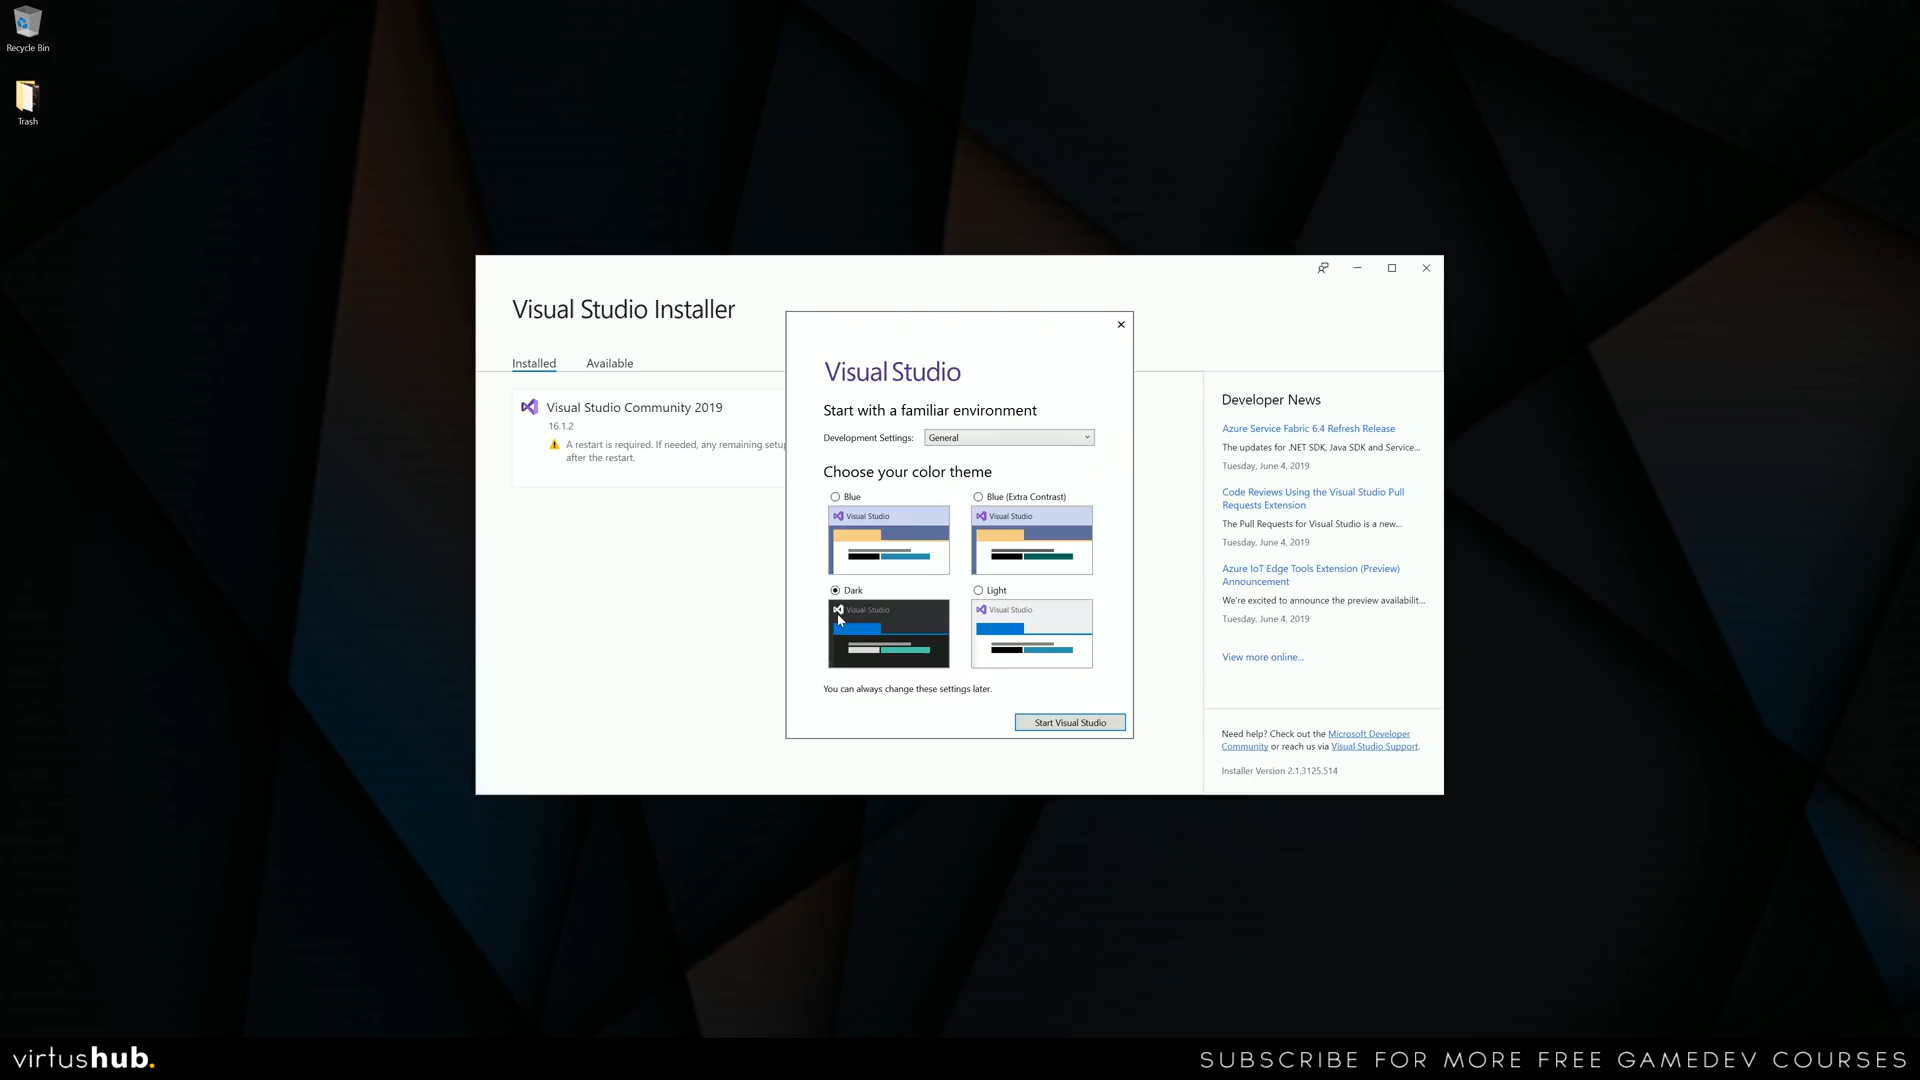 Recycle Bin
Trash
Visual Studio Installer
Installed
Available
Visual Studio Community 2019
16.1.2
A restart is required. If needed, any remaining setup
after the restart.
Visual Studio
Start with a familiar environment
Development Settings:
General
Choose your color theme
Blue
Blue (Extra Contrast)
Visual Studio
Visual Studio
Dark
Light
Visual Studio
Visual Studio
You can always change these settings later.
Start Visual Studio
Developer News
Azure Service Fabric 6.4 Refresh Release
The updates for .NET SDK, Java SDK and Service...
Tuesday, June 4, 2019
Code Reviews Using the Visual Studio Pull
Requests Extension
The Pull Requests for Visual Studio is a new...
Tuesday, June 4, 2019
Azure IoT Edge Tools Extension (Preview)
Announcement
We're excited to announce the preview availabilit...
Tuesday, June 4, 2019
View more online...
Need help? Check out the Microsoft Developer
Community or reach us via Visual Studio Support.
Installer Version 2.1.3125.514
virtushub.
SUBSCRIBE FOR MORE FREE GAMEDEV COURSES